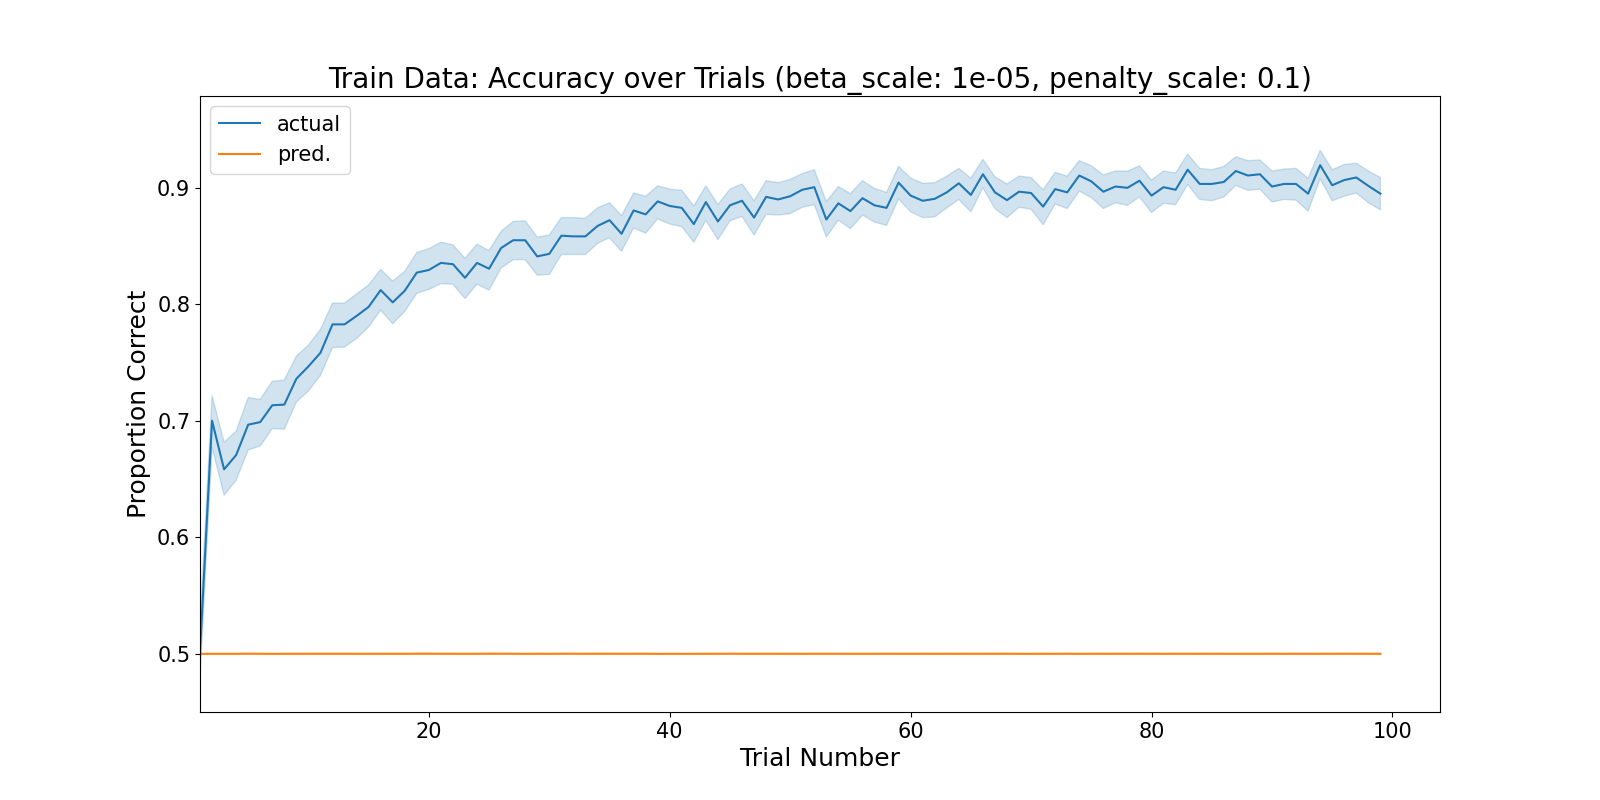 Train Data: Accuracy over Trials (beta_scale: 1e-05, penalty_scale: 0.1)
actual
pred.
Proportion Correct
0.9
0.8
0.7
0.6
0.5
20 40 60 80 100
Trial Number